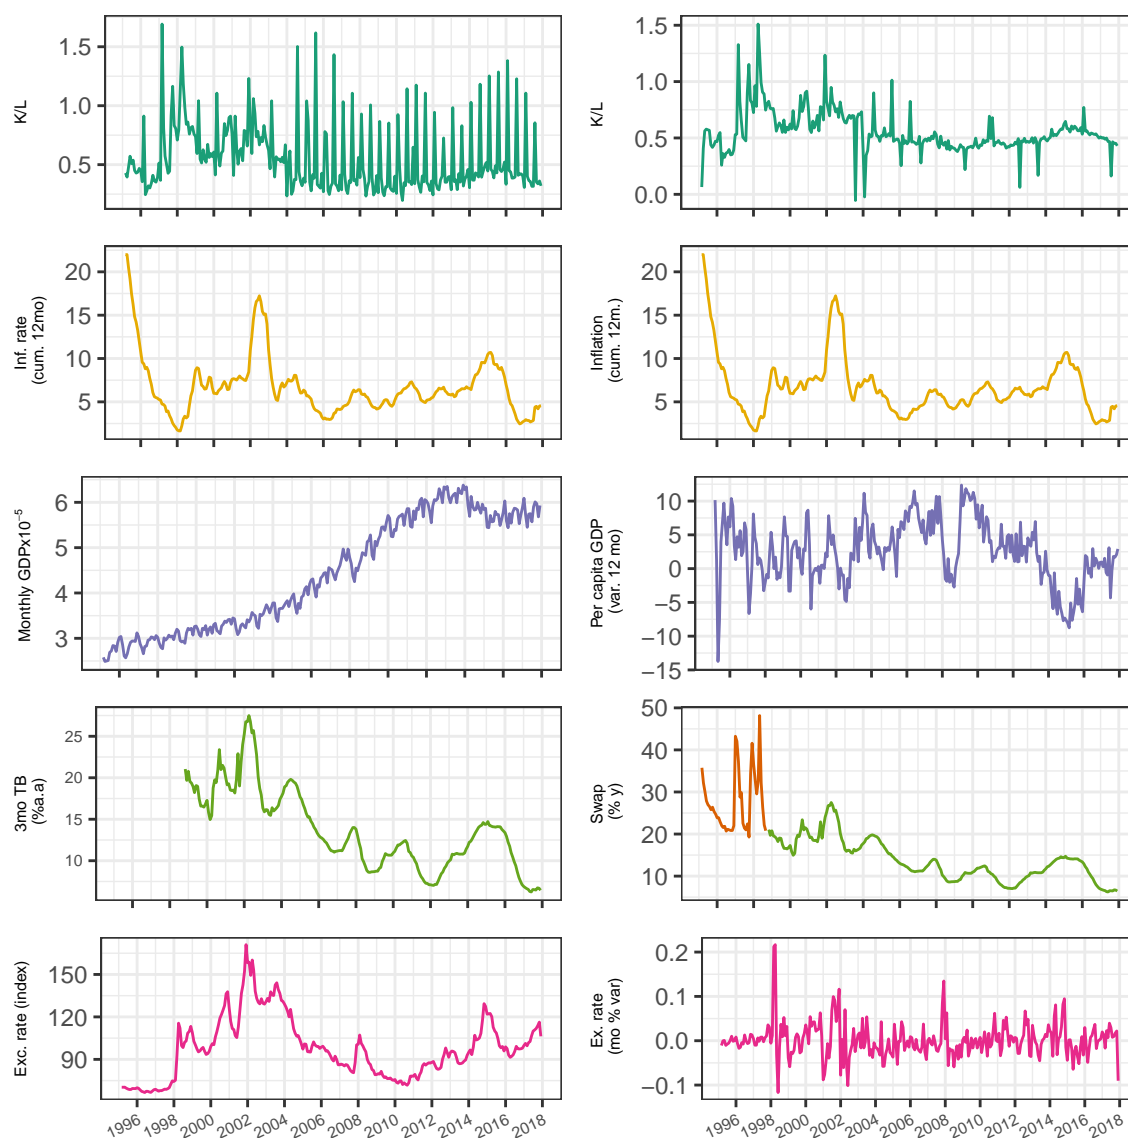 K/L
1.5
1.0
0.5
K/L
1.5
1.0
0.5
0.0
Inf. rate
(cum. 12mo)
20
15
10
5
Inflation
(cum. 12m.)
20
15
10
5
Monthly GDPx10⁻⁵
6
5
4
3
Per capita GDP
(var. 12 mo)
10
5
0
−5
−10
−15
3mo TB
(%a.a)
25
20
15
10
Swap
(% y)
50
40
30
20
10
Exc. rate (index)
150
120
90
1996 1998 2000 2002 2004 2006 2008 2010 2012 2014 2016 2018
Ex. rate
(mo % var)
0.2
0.1
0.0
−0.1
1996 1998 2000 2002 2004 2006 2008 2010 2012 2014 2016 2018